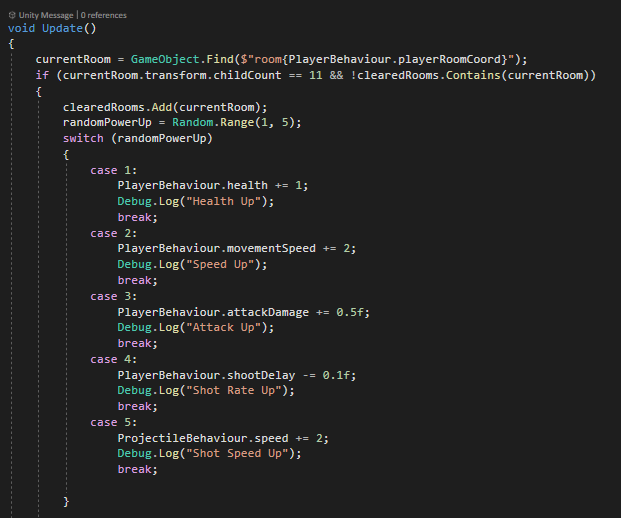 Unity Message | 0 references
void Update()
{
currentRoom = GameObject.Find($"room{PlayerBehaviour.playerRoomCoord}");
if (currentRoom.transform.childCount == 11 && !clearedRooms.Contains(currentRoom))
{
clearedRooms.Add(currentRoom);
randomPowerUp = Random.Range(1, 5);
switch (randomPowerUp)
{
case 1:
PlayerBehaviour.health += 1;
Debug.Log("Health Up");
break;
case 2:
PlayerBehaviour.movementSpeed += 2;
Debug.Log("Speed Up");
break;
case 3:
PlayerBehaviour.attackDamage += 0.5f;
Debug.Log("Attack Up");
break;
case 4:
PlayerBehaviour.shootDelay -= 0.1f;
Debug.Log("Shot Rate Up");
break;
case 5:
ProjectileBehaviour.speed += 2;
Debug.Log("Shot Speed Up");
break;
}